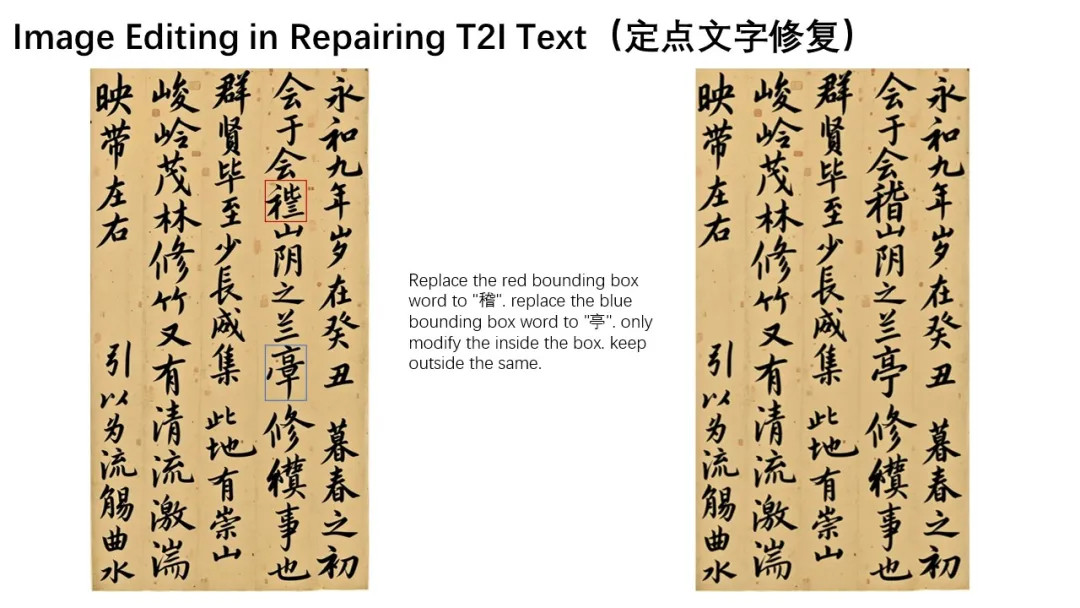 Image Editing in Repairing T2I Text（定点文字修复）
永和九年岁在癸丑 暮春之初
会于会山阴之兰修事也
群贤毕至少長咸集 此地有崇山
峻岭茂林修竹又有清流激湍
映带左右 引以为流觞曲水
Replace the red bounding box
word to "稽". replace the blue
bounding box word to "亭". only
modify the inside the box. keep
outside the same.
永和九年岁在癸丑 暮春之初
会于会稽山阴之兰亭修事也
群贤毕至少長咸集 此地有崇山
峻岭茂林修竹又有清流激湍
映带左右 引以为流觞曲水